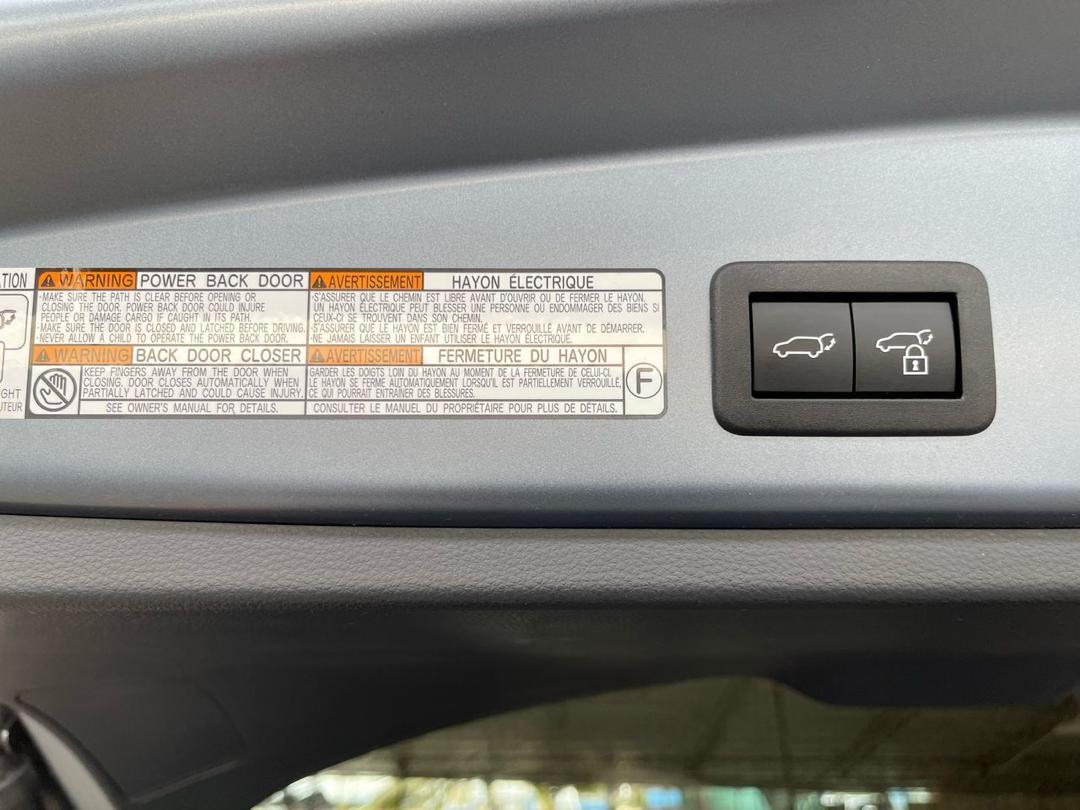 ATION
WARNING POWER BACK DOOR
·MAKE SURE THE PATH IS CLEAR BEFORE OPENING OR
CLOSING THE DOOR. POWER BACK DOOR COULD INJURE
PEOPLE OR DAMAGE CARGO IF CAUGHT IN ITS PATH.
·MAKE SURE THE DOOR IS CLOSED AND LATCHED BEFORE DRIVING.
·NEVER ALLOW A CHILD TO OPERATE THE POWER BACK DOOR.
AVERTISSEMENT HAYON ÉLECTRIQUE
·S'ASSURER QUE LE CHEMIN EST LIBRE AVANT D'OUVRIR OU DE FERMER LE HAYON.
UN HAYON ÉLECTRIQUE PEUT BLESSER UNE PERSONNE OU ENDOMMAGER DES BIENS SI
CEUX-CI SE TROUVENT DANS SON CHEMIN.
·S'ASSURER QUE LE HAYON EST BIEN FERMÉ ET VERROUILLÉ AVANT DE DÉMARRER.
·NE JAMAIS LAISSER UN ENFANT UTILISER LE HAYON ÉLECTRIQUE.
WARNING BACK DOOR CLOSER
KEEP FINGERS AWAY FROM THE DOOR WHEN
CLOSING. DOOR CLOSES AUTOMATICALLY WHEN
PARTIALLY LATCHED AND COULD CAUSE INJURY.
SEE OWNER'S MANUAL FOR DETAILS.
AVERTISSEMENT FERMETURE DU HAYON
GARDER LES DOIGTS LOIN DU HAYON AU MOMENT DE LA FERMETURE DE CELUI-CI.
LE HAYON SE FERME AUTOMATIQUEMENT LORSQU'IL EST PARTIELLEMENT VERROUILLÉ,
CE QUI POURRAIT ENTRAÎNER DES BLESSURES.
CONSULTER LE MANUEL DU PROPRIÉTAIRE POUR PLUS DE DÉTAILS.
F
GHT
UTEUR